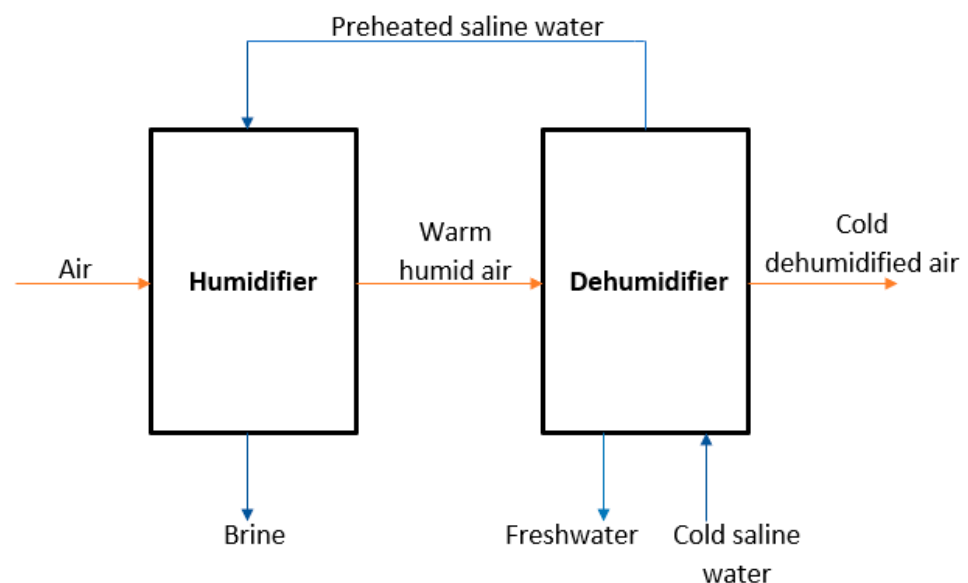 Preheated saline water
Air
Humidifier
Warm
humid air
Dehumidifier
Cold
dehumidified air
Brine
Freshwater
Cold saline
water